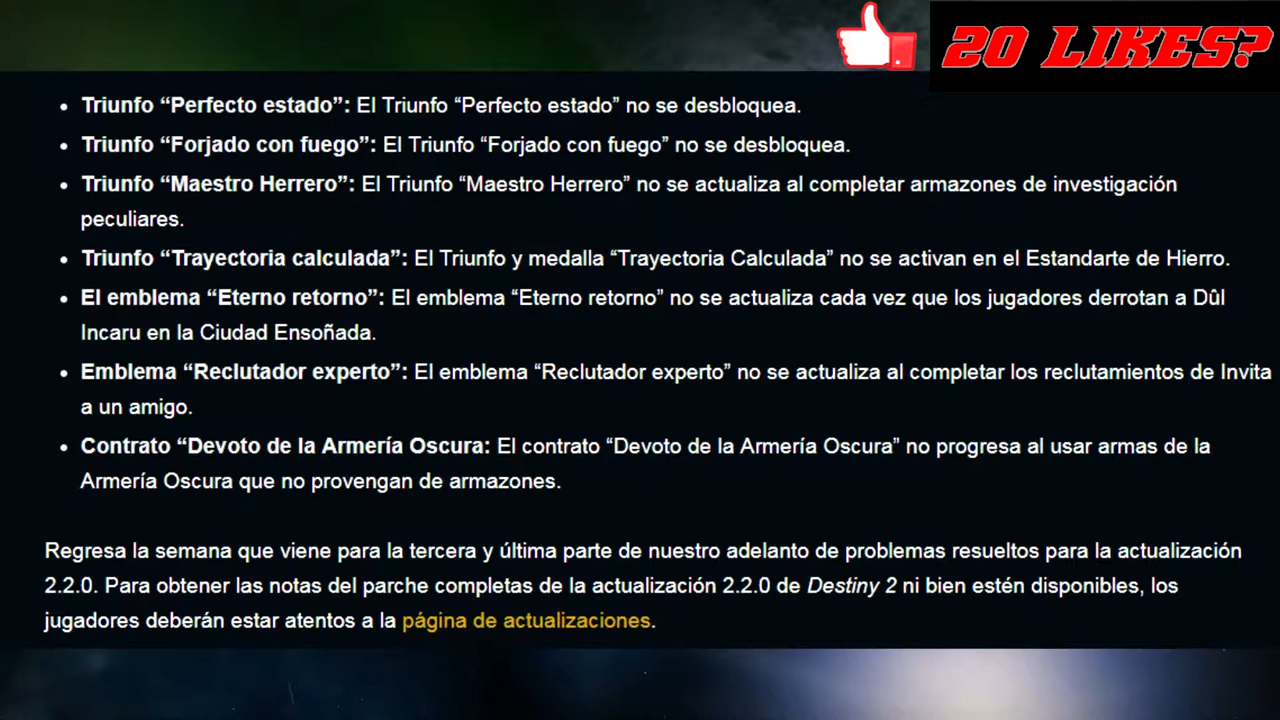 20 LIKES?
• Triunfo “Perfecto estado”: El Triunfo “Perfecto estado” no se desbloquea.
• Triunfo “Forjado con fuego”: El Triunfo “Forjado con fuego” no se desbloquea.
• Triunfo “Maestro Herrero”: El Triunfo “Maestro Herrero” no se actualiza al completar armazones de investigación
peculiares.
• Triunfo “Trayectoria calculada”: El Triunfo y medalla “Trayectoria Calculada” no se activan en el Estandarte de Hierro.
• El emblema “Eterno retorno”: El emblema “Eterno retorno” no se actualiza cada vez que los jugadores derrotan a Dûl
Incaru en la Ciudad Ensoñada.
• Emblema “Reclutador experto”: El emblema “Reclutador experto” no se actualiza al completar los reclutamientos de Invita
a un amigo.
• Contrato “Devoto de la Armería Oscura: El contrato “Devoto de la Armería Oscura” no progresa al usar armas de la
Armería Oscura que no provengan de armazones.
Regresa la semana que viene para la tercera y última parte de nuestro adelanto de problemas resueltos para la actualización
2.2.0. Para obtener las notas del parche completas de la actualización 2.2.0 de Destiny 2 ni bien estén disponibles, los
jugadores deberán estar atentos a la página de actualizaciones.